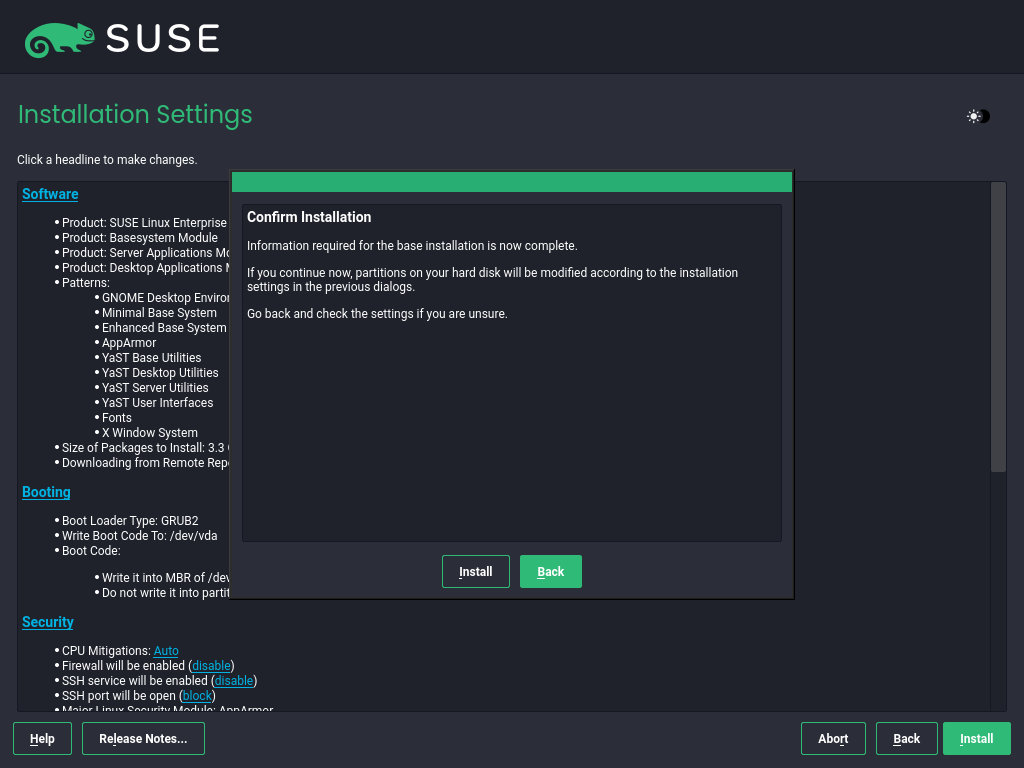 SUSE
Installation Settings
Click a headline to make changes.
Software
• Product: SUSE Linux Enterprise
• Product: Basesystem Module
• Product: Server Applications
• Product: Desktop Applications
• Patterns:
• GNOME Desktop
• Minimal Base System
• Enhanced Base System
• AppArmor
• YaST Base Utilities
• YaST Desktop Utilities
• YaST Server Utilities
• YaST User Interfaces
• Fonts
• X Window System
• Size of Packages to Install: 3.3
• Downloading from Remote
Booting
• Boot Loader Type: GRUB2
• Write Boot Code To: /dev/vda
• Boot Code:
• Write it into MBR of
• Do not write it into
Security
• CPU Mitigations: Auto
• Firewall will be enabled (disable)
• SSH service will be enabled (disable)
• SSH port will be open (block)
• Major Linux Security Module: AppArmor
Confirm Installation
Information required for the base installation is now complete.
If you continue now, partitions on your hard disk will be modified according to the installation
settings in the previous dialogs.
Go back and check the settings if you are unsure.
Install
Back
Help
Release Notes...
Abort
Back
Install